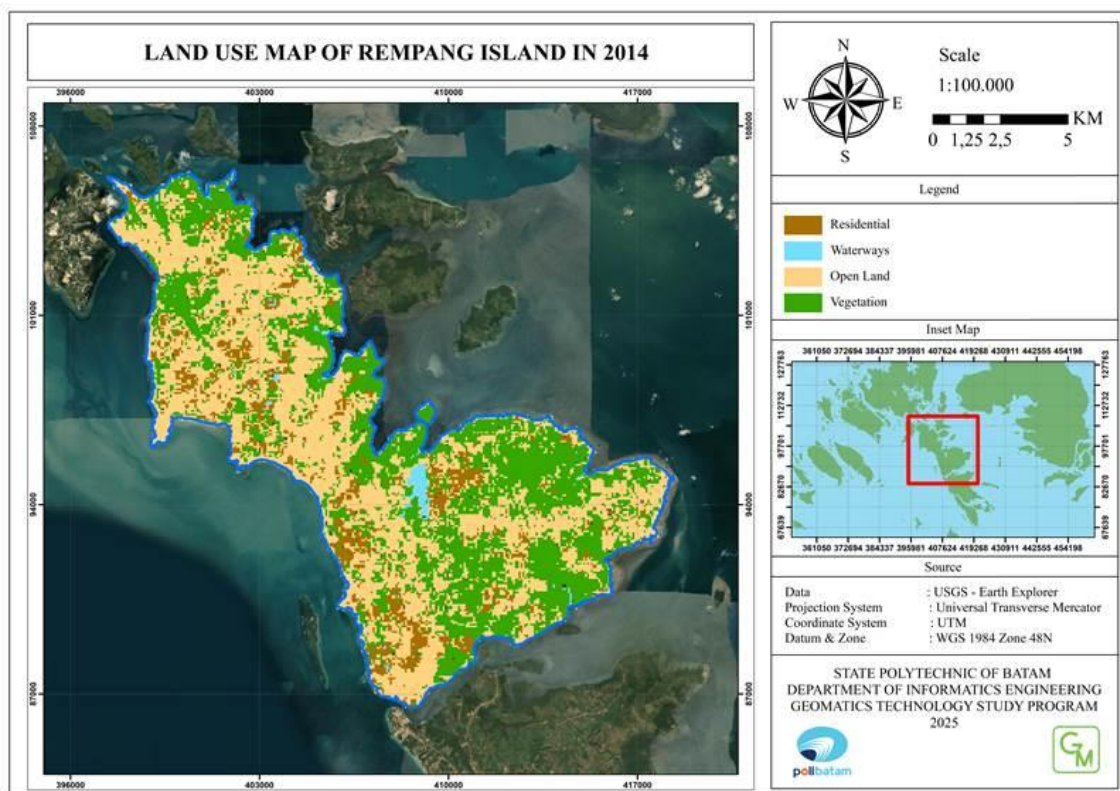 LAND USE MAP OF REMPANG ISLAND IN 2014
396000 403000 410000 417000
108000 108000
101000 101000
94000 94000
87000 87000
396000 403000 410000 417000
N
W E
S
Scale
1:100.000
KM
0 1,25 2,5 5
Legend
Residential
Waterways
Open Land
Vegetation
Inset Map
361050 372694 384337 395981 407624 419268 430911 442555 454198
127763 127763
112732 112732
97701 97701
82670 82670
67639 67639
361050 372694 384337 395981 407624 419268 430911 442555 454198
Source
Data : USGS - Earth Explorer
Projection System : Universal Transverse Mercator
Coordinate System : UTM
Datum & Zone : WGS 1984 Zone 48N
STATE POLYTECHNIC OF BATAM
DEPARTMENT OF INFORMATICS ENGINEERING
GEOMATICS TECHNOLOGY STUDY PROGRAM
2025
polibatam
GM